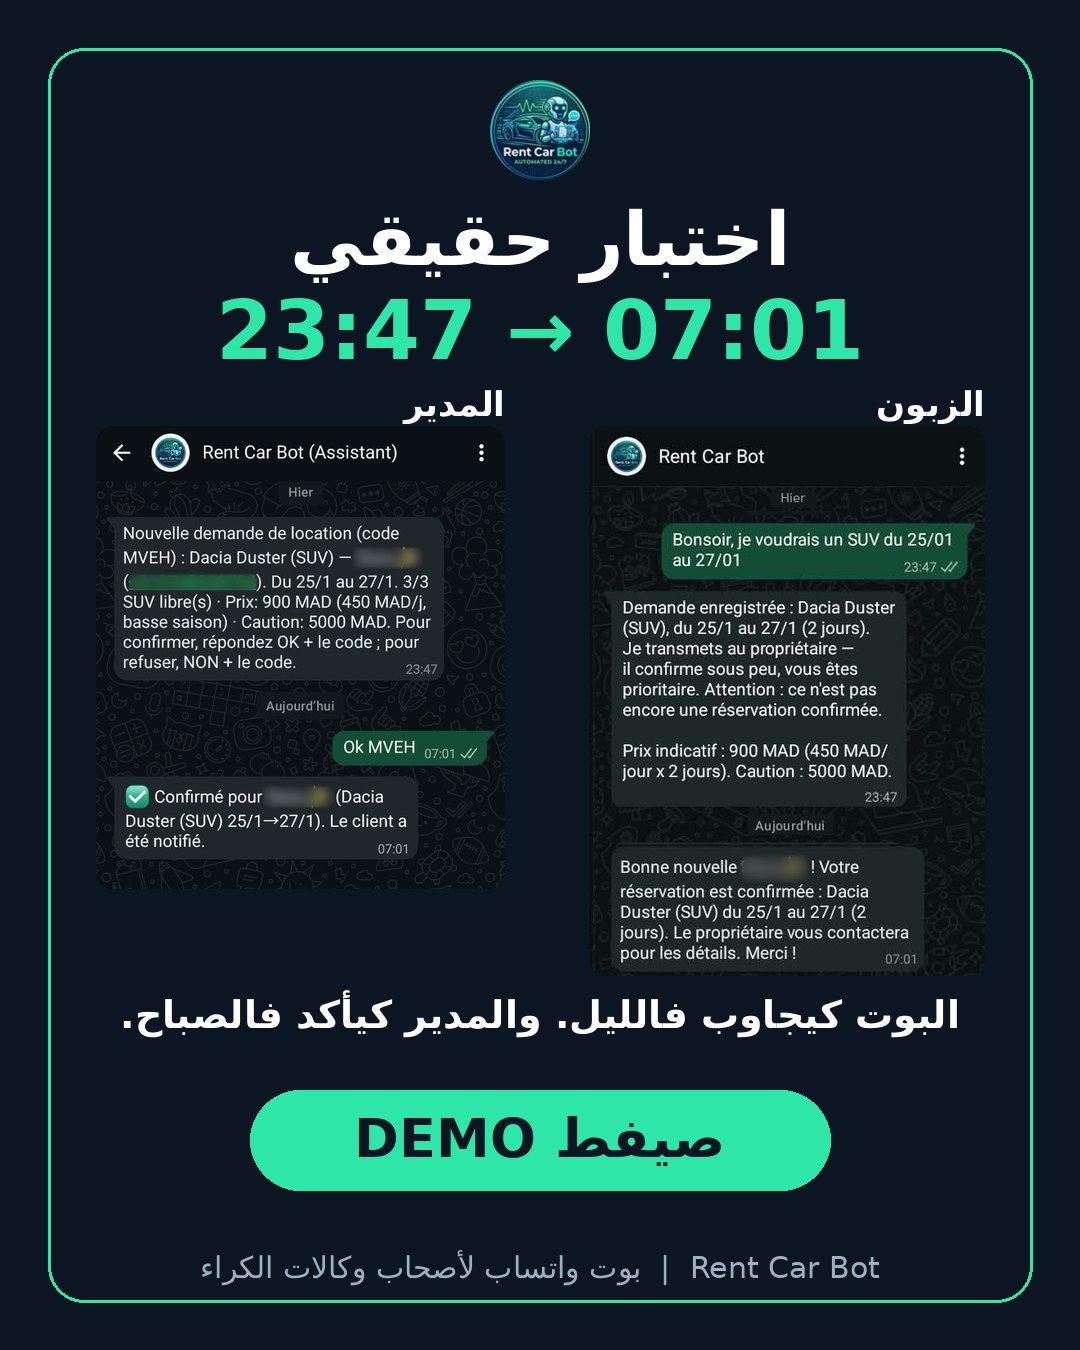 Rent Car Bot
AUTOMATED 24/7
اختبار حقيقي
23:47 → 07:01
الزبون
Rent Car Bot
Hier
Bonsoir, je voudrais un SUV du 25/01
au 27/01
23:47
Demande enregistrée : Dacia Duster
(SUV), du 25/1 au 27/1 (2 jours).
Je transmets au propriétaire —
il confirme sous peu, vous êtes
prioritaire. Attention : ce n'est pas
encore une réservation confirmée.
Prix indicatif : 900 MAD (450 MAD/
jour x 2 jours). Caution : 5000 MAD.
23:47
Aujourd'hui
Bonne nouvelle ! Votre
réservation est confirmée : Dacia
Duster (SUV) du 25/1 au 27/1 (2
jours). Le propriétaire vous contactera
pour les détails. Merci !
07:01
المدير
Rent Car Bot (Assistant)
Hier
Nouvelle demande de location (code
MVEH) : Dacia Duster (SUV) —
(). Du 25/1 au 27/1. 3/3
SUV libre(s) · Prix: 900 MAD (450 MAD/j,
basse saison) · Caution: 5000 MAD. Pour
confirmer, répondez OK + le code ; pour
refuser, NON + le code.
23:47
Aujourd'hui
Ok MVEH 07:01
✅ Confirmé pour (Dacia
Duster (SUV) 25/1→27/1). Le client a
été notifié.
07:01
البوت كيجاوب فالليل. والمدير كيأكد فالصباح.
صيفط DEMO
Rent Car Bot | بوت واتساب لأصحاب وكالات الكراء